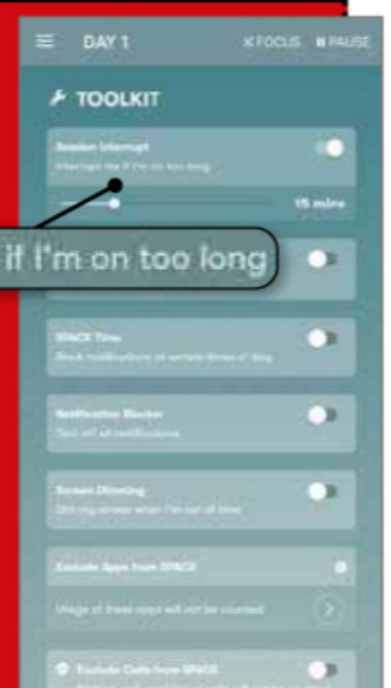 DAY 1
FOCUS
PAUSE
TOOLKIT
Session Interrupt
Interrupt me if I'm on too long
15 mins
if I'm on too long
SPACE Time
Block notifications at certain times of day
Notification Blocker
Turn off all notifications
Screen Dimming
Dim my screen when I'm out of time
Exclude Apps from SPACE
Usage of these apps will not be counted
Exclude Calls from SPACE